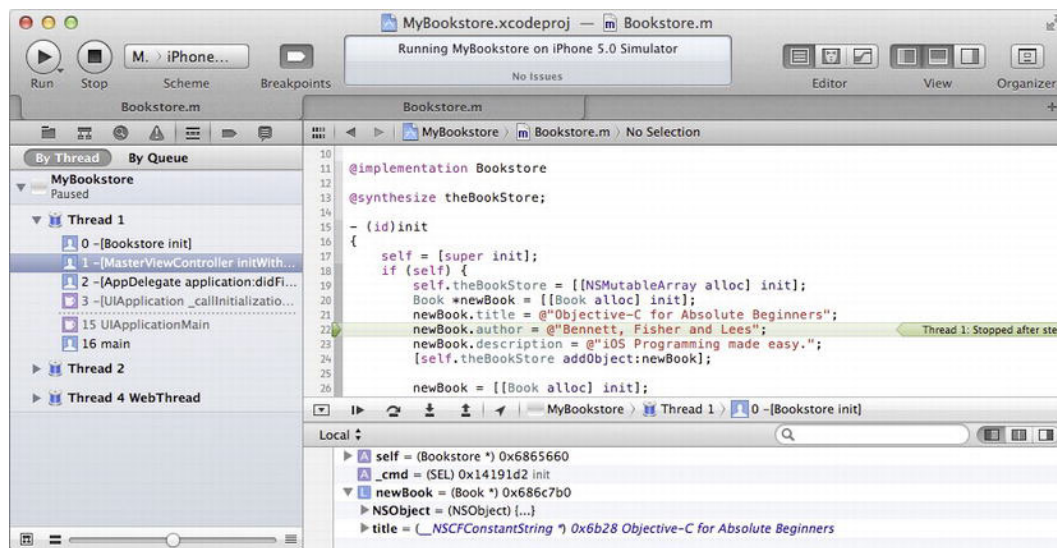 MyBookstore.xcodeproj — m Bookstore.m
M. › iPhone...
Running MyBookstore on iPhone 5.0 Simulator
No Issues
Run Stop Scheme Breakpoints Editor View Organizer
Bookstore.m Bookstore.m
By Thread By Queue
MyBookstore
Paused
Thread 1
0 -[Bookstore init]
1 -[MasterViewController initWith...
2 -[AppDelegate application:didFi...
3 -[UIApplication _callInitializatio...
15 UIApplicationMain
16 main
Thread 2
Thread 4 WebThread
MyBookstore › m Bookstore.m › No Selection
10
11 @implementation Bookstore
12
13 @synthesize theBookStore;
14
15 - (id)init
16 {
17 self = [super init];
18 if (self) {
19 self.theBookStore = [[NSMutableArray alloc] init];
20 Book *newBook = [[Book alloc] init];
21 newBook.title = @"Objective-C for Absolute Beginners";
22 newBook.author = @"Bennett, Fisher and Lees"; Thread 1: Stopped after ste
23 newBook.description = @"iOS Programming made easy.";
24 [self.theBookStore addObject:newBook];
25
26 newBook = [[Book alloc] init];
MyBookstore › Thread 1 › 0 -[Bookstore init]
Local
A self = (Bookstore *) 0x6865660
A _cmd = (SEL) 0x14191d2 init
L newBook = (Book *) 0x686c7b0
NSObject = (NSObject) {...}
title = (__NSCFConstantString *) 0x6b28 Objective-C for Absolute Beginners